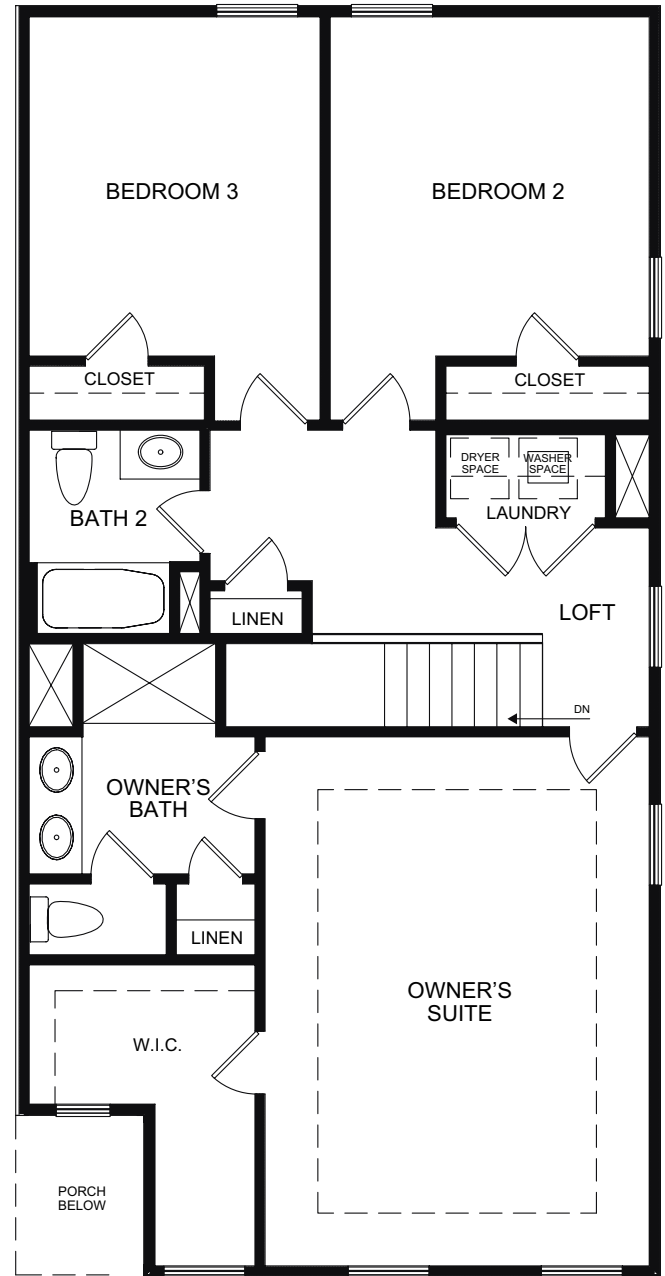 BEDROOM 3
BEDROOM 2
CLOSET
CLOSET
DRYER
SPACE
WASHER
SPACE
LAUNDRY
BATH 2
LINEN
LOFT
DN
OWNER'S
BATH
LINEN
OWNER'S
SUITE
W.I.C.
PORCH
BELOW